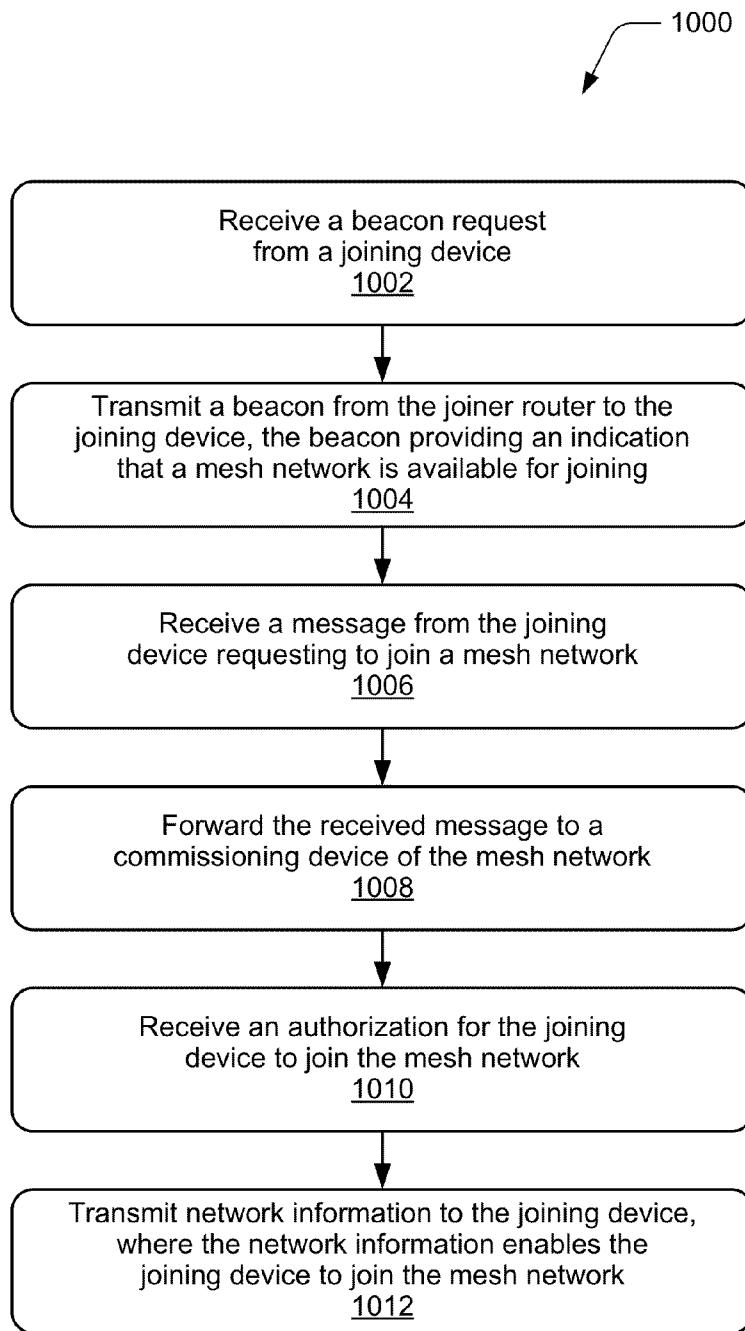 1000
Receive a beacon request
from a joining device
1002
Transmit a beacon from the joiner router to the
joining device, the beacon providing an indication
that a mesh network is available for joining
1004
Receive a message from the joining
device requesting to join a mesh network
1006
Forward the received message to a
commissioning device of the mesh network
1008
Receive an authorization for the joining
device to join the mesh network
1010
Transmit network information to the joining device,
where the network information enables the
joining device to join the mesh network
1012